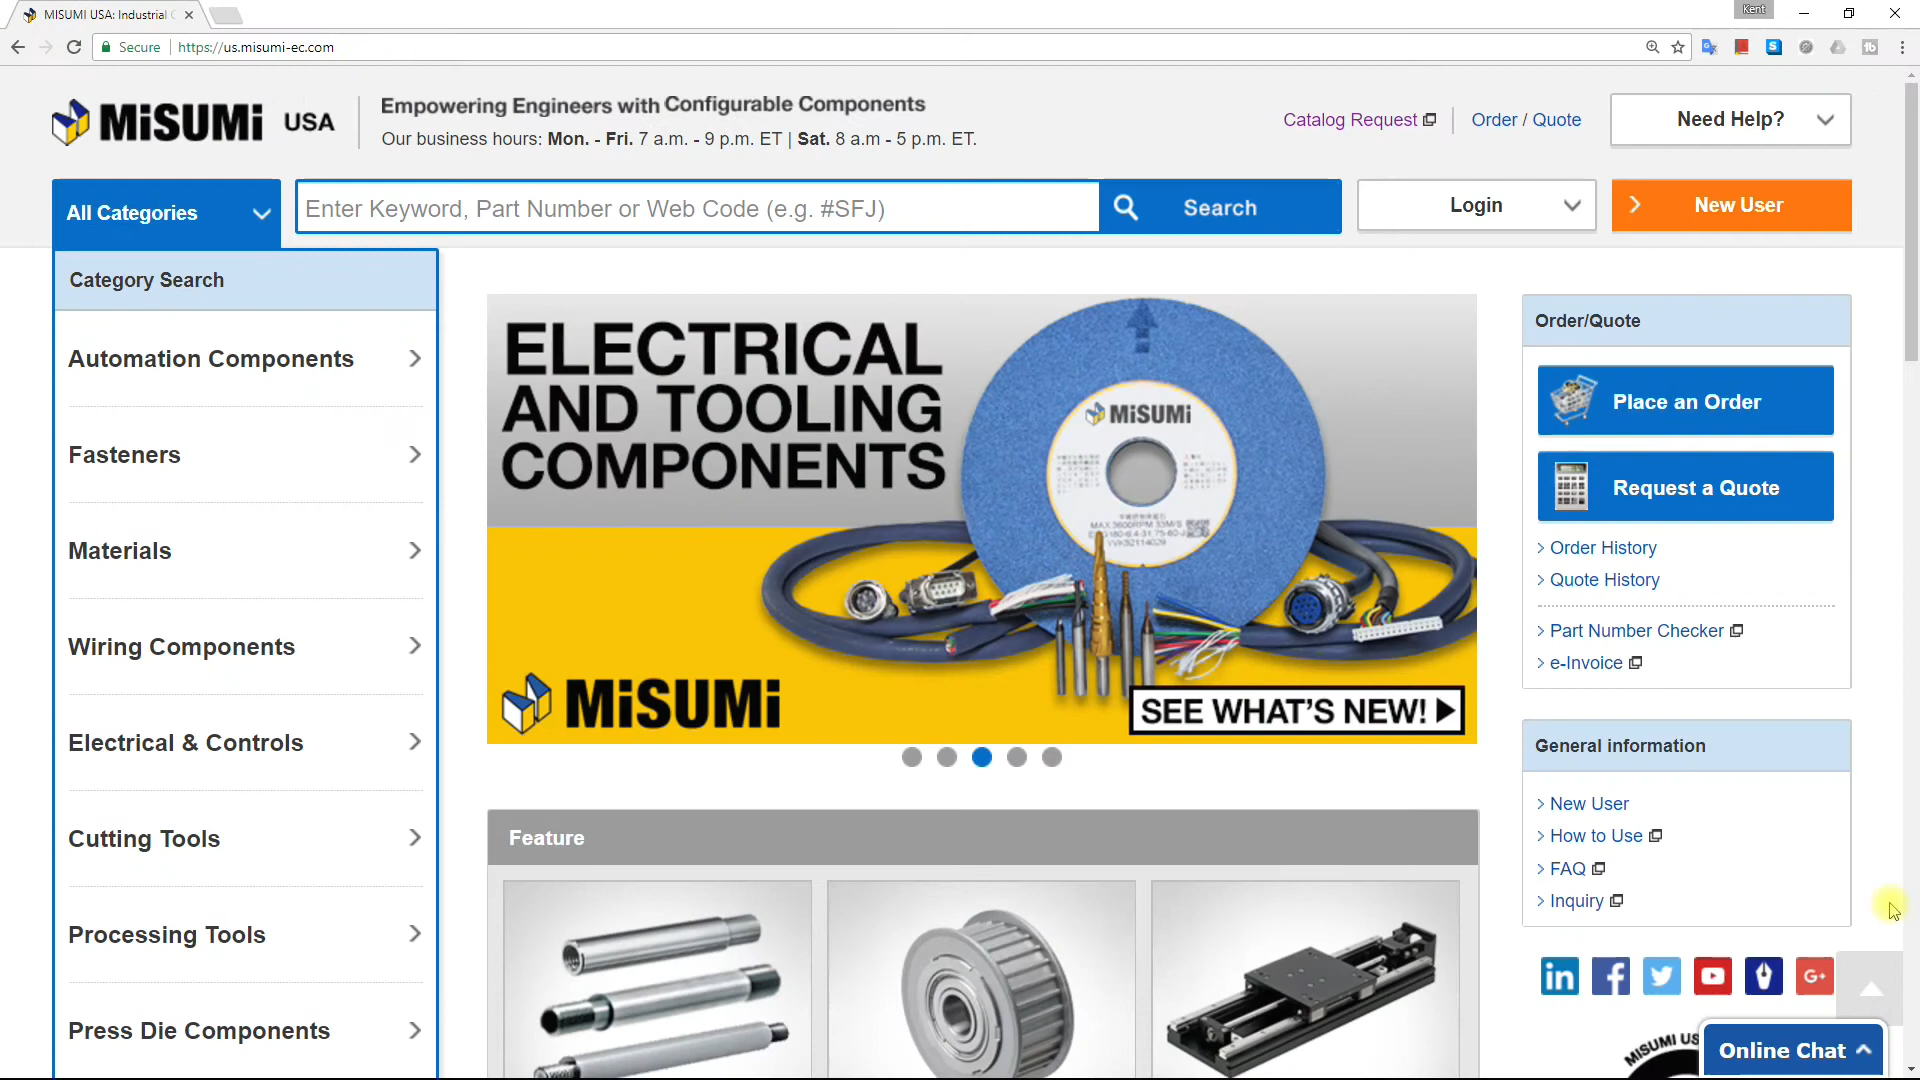 MISUMI USA: Industrial C
Kent
Secure
https://us.misumi-ec.com
MiSUMi USA
Empowering Engineers with Configurable Components
Our business hours: Mon. - Fri. 7 a.m. - 9 p.m. ET | Sat. 8 a.m - 5 p.m. ET.
Catalog Request
Order / Quote
Need Help?
All Categories
Enter Keyword, Part Number or Web Code (e.g. #SFJ)
Search
Login
New User
Category Search
Automation Components
Fasteners
Materials
Wiring Components
Electrical & Controls
Cutting Tools
Processing Tools
Press Die Components
ELECTRICAL
AND TOOLING
COMPONENTS
MiSUMi
MAX.3600RPM 33M/S
MiSUMi
SEE WHAT'S NEW!
Feature
Order/Quote
Place an Order
Request a Quote
Order History
Quote History
Part Number Checker
e-Invoice
General information
New User
How to Use
FAQ
Inquiry
in
f
G+
MISUMI US
Online Chat